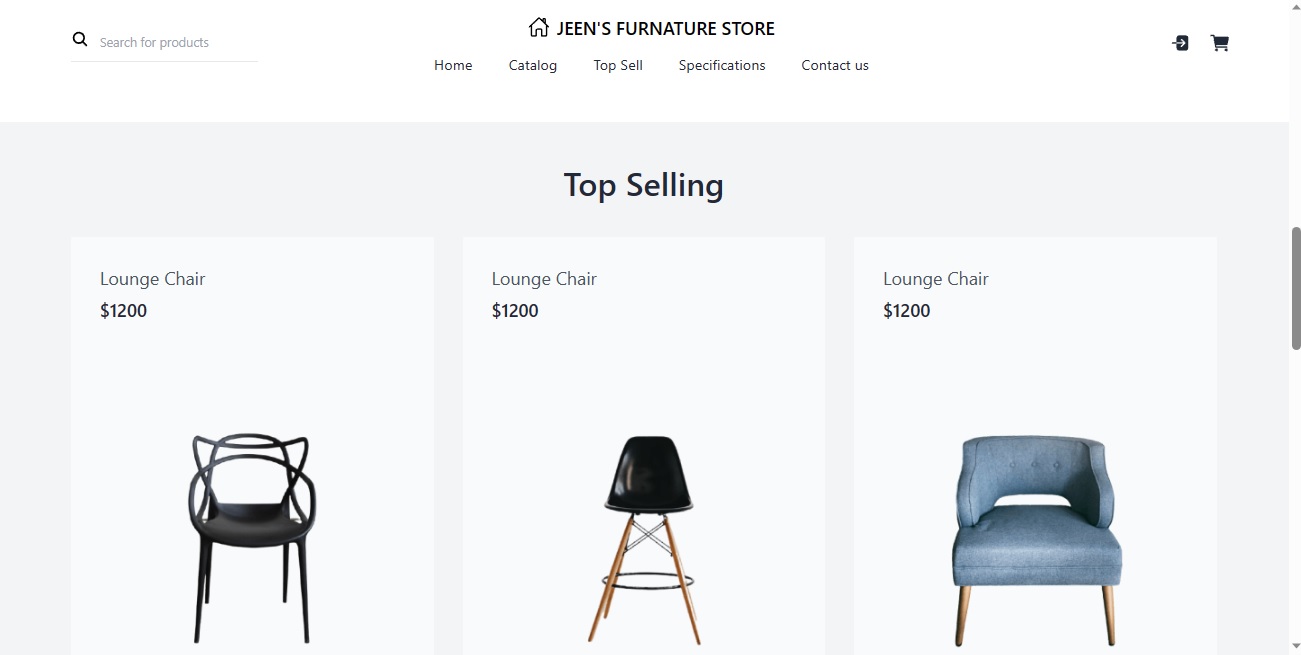 JEEN'S FURNATURE STORE
Search for products
Home Catalog Top Sell Specifications Contact us
Top Selling
Lounge Chair
$1200
Lounge Chair
$1200
Lounge Chair
$1200